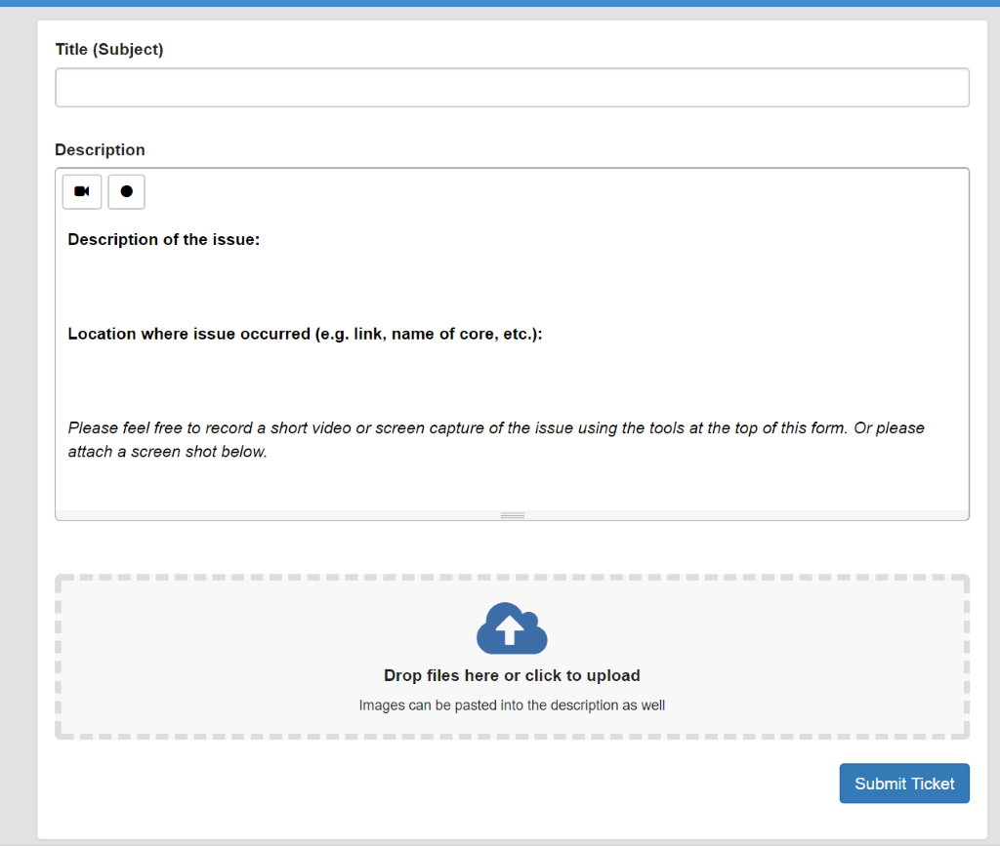 Title (Subject)
Description
Description of the issue:
Location where issue occurred (e.g. link, name of core, etc.):
Please feel free to record a short video or screen capture of the issue using the tools at the top of this form. Or please
attach a screen shot below.
Drop files here or click to upload
Images can be pasted into the description as well
Submit Ticket